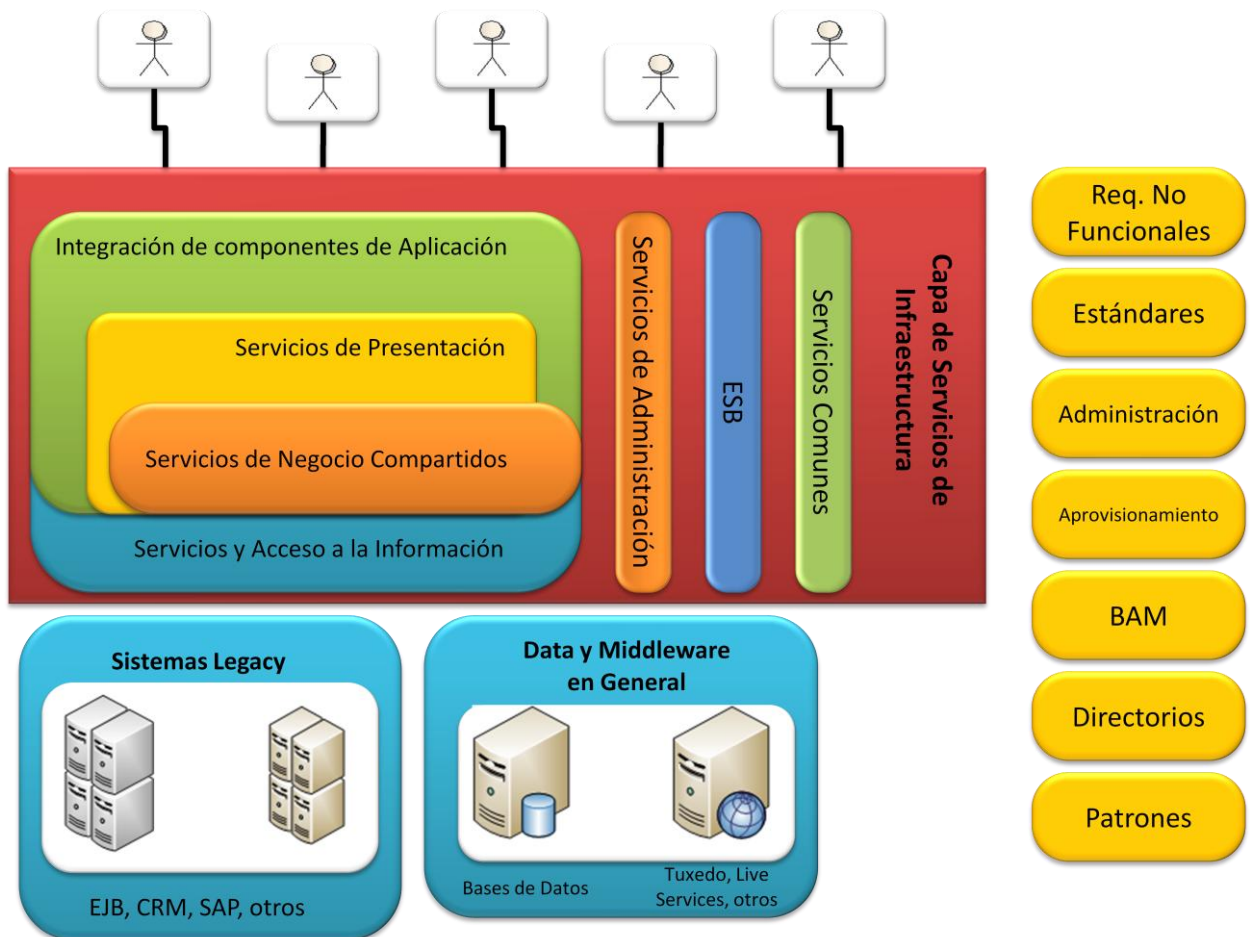 Integración de componentes de Aplicación
Servicios de Presentación
Servicios de Negocio Compartidos
Servicios y Acceso a la Información
Servicios de Administración
ESB
Servicios Comunes
Capa de Servicios de
Infraestructura
Req. No
Funcionales
Estándares
Administración
Aprovisionamiento
BAM
Directorios
Patrones
Sistemas Legacy
EJB, CRM, SAP, otros
Data y Middleware
en General
Bases de Datos
Tuxedo, Live
Services, otros